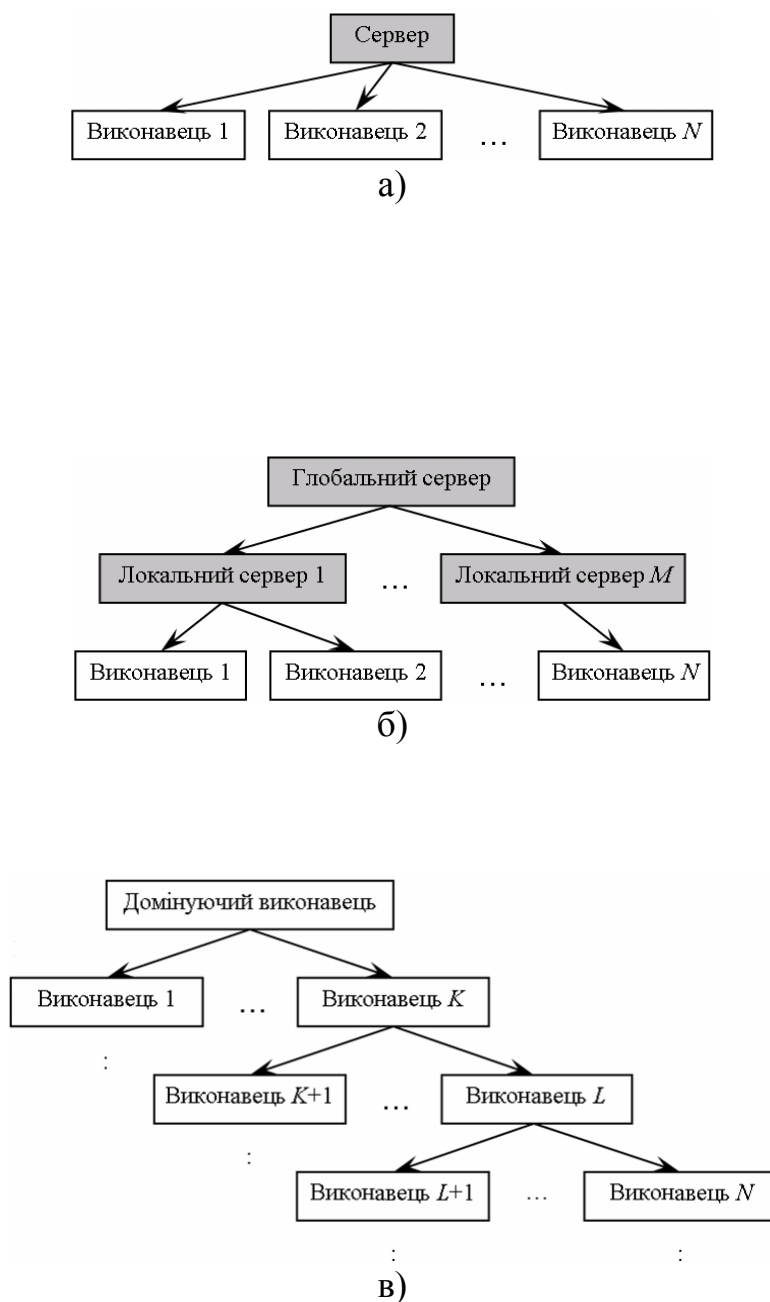 Сервер
Виконавець 1 Виконавець 2 … Виконавець N
а)
Глобальний сервер
Локальний сервер 1 … Локальний сервер M
Виконавець 1 Виконавець 2 … Виконавець N
б)
Домінуючий виконавець
Виконавець 1 … Виконавець K
:
Виконавець K+1 … Виконавець L
:
Виконавець L+1 … Виконавець N
: :
в)